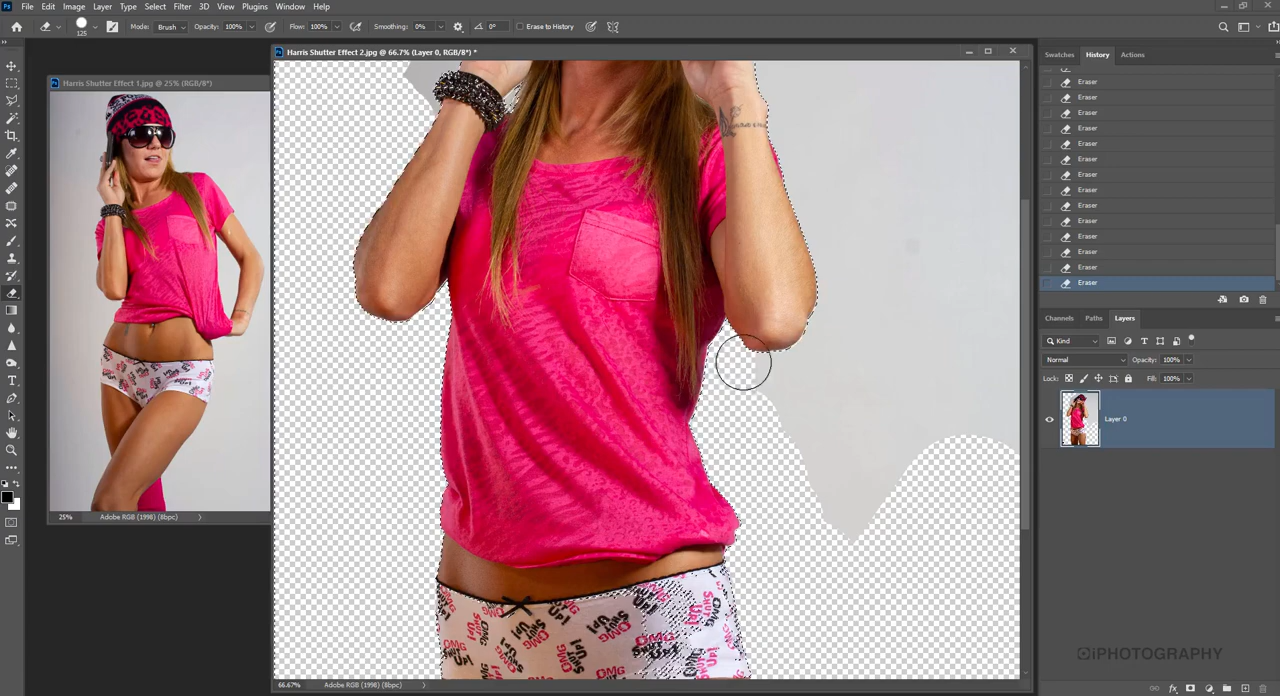 File Edit Image Layer Type Select Filter 3D View Plugins Window Help
125 Mode: Brush Opacity: 100% Flow: 100% Smoothing: 0% 0° Erase to History
Harris Shutter Effect 1.jpg @ 25% (RGB/8*)
25% Adobe RGB (1998) (8bpc)
Harris Shutter Effect 2.jpg @ 66.7% (Layer 0, RGB/8*) *
OMG
Shut Up!
66.67% Adobe RGB (1998) (8bpc)
Swatches History Actions
Eraser
Eraser
Eraser
Eraser
Eraser
Eraser
Eraser
Eraser
Eraser
Eraser
Eraser
Eraser
Eraser
Eraser
Channels Paths Layers
Kind
Normal Opacity: 100%
Lock: Fill: 100%
Layer 0
iPHOTOGRAPHY